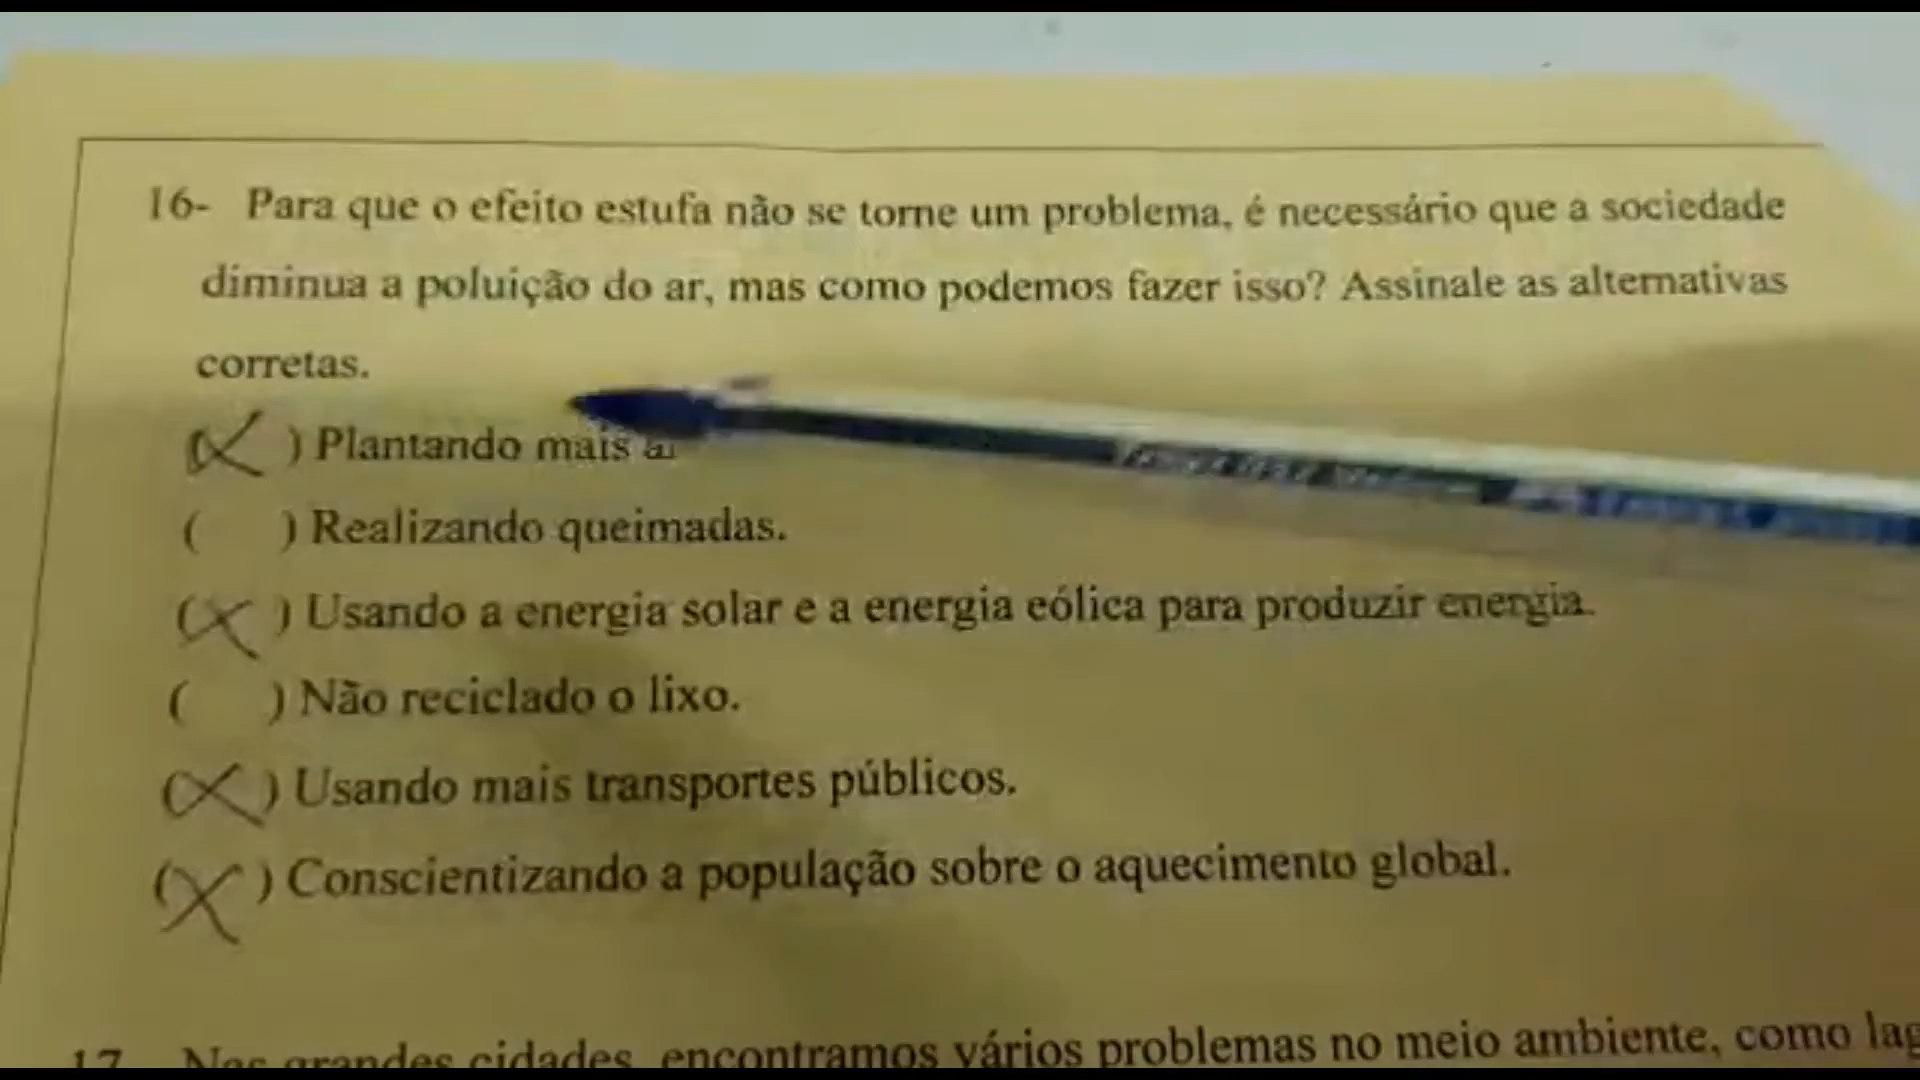 16- Para que o efeito estufa não se torne um problema, é necessário que a sociedade
diminua a poluição do ar, mas como podemos fazer isso? Assinale as alternativas
corretas.
(X ) Plantando mais
( ) Realizando queimadas.
(X ) Usando a energia solar e a energia eólica para produzir energia.
( ) Não reciclado o lixo.
(X ) Usando mais transportes públicos.
(X ) Conscientizando a população sobre o aquecimento global.
17 Nas grandes cidades, encontramos vários problemas no meio ambiente, como